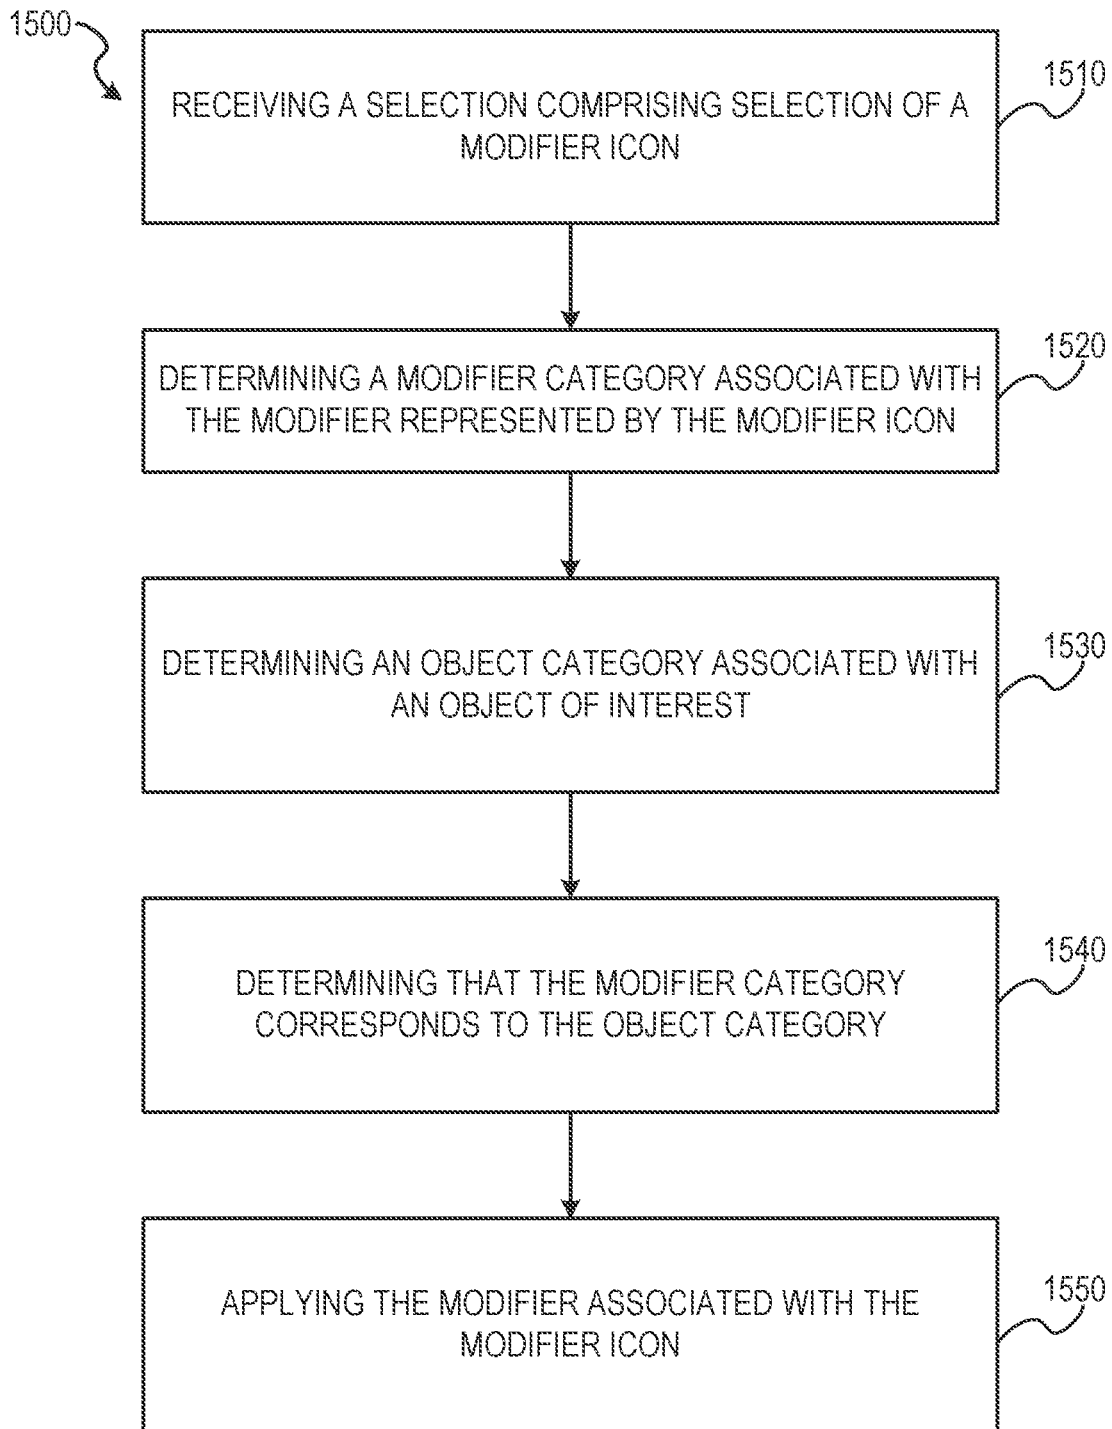 1500
RECEIVING A SELECTION COMPRISING SELECTION OF A
MODIFIER ICON
1510
DETERMINING A MODIFIER CATEGORY ASSOCIATED WITH
THE MODIFIER REPRESENTED BY THE MODIFIER ICON
1520
DETERMINING AN OBJECT CATEGORY ASSOCIATED WITH
AN OBJECT OF INTEREST
1530
DETERMINING THAT THE MODIFIER CATEGORY
CORRESPONDS TO THE OBJECT CATEGORY
1540
APPLYING THE MODIFIER ASSOCIATED WITH THE
MODIFIER ICON
1550